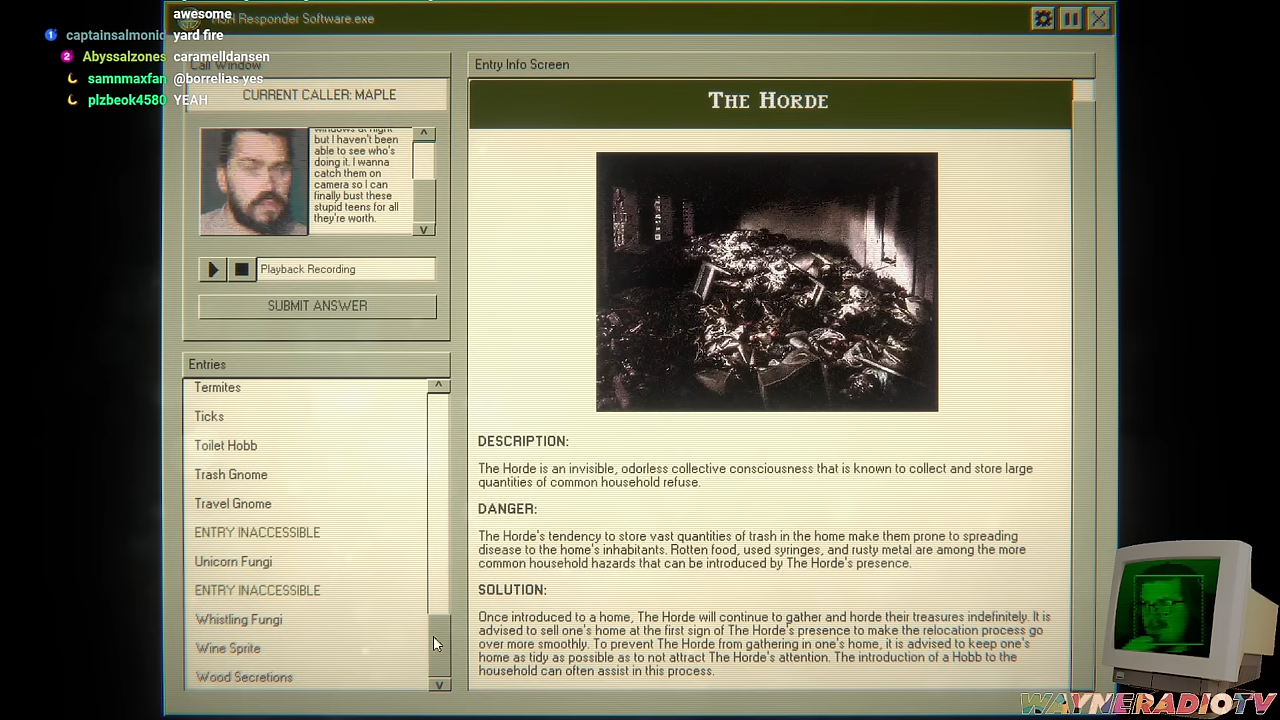 awesome
captainsalmonid yard fire
Abyssalzones caramelldansen
samnmaxfan @borrelias yes
plzbeok4580 YEAH
Responder Software.exe
Call Window
CURRENT CALLER: MAPLE
windows at night
but I haven't been
able to see who's
doing it. I wanna
catch them on
camera so I can
finally bust these
stupid teens for all
they're worth.
Playback Recording
SUBMIT ANSWER
Entries
Termites
Ticks
Toilet Hobb
Trash Gnome
Travel Gnome
ENTRY INACCESSIBLE
Unicorn Fungi
ENTRY INACCESSIBLE
Whistling Fungi
Wine Sprite
Wood Secretions
Entry Info Screen
THE HORDE
DESCRIPTION:
The Horde is an invisible, odorless collective consciousness that is known to collect and store large
quantities of common household refuse.
DANGER:
The Horde's tendency to store vast quantities of trash in the home make them prone to spreading
disease to the home's inhabitants. Rotten food, used syringes, and rusty metal are among the more
common household hazards that can be introduced by The Horde's presence.
SOLUTION:
Once introduced to a home, The Horde will continue to gather and horde their treasures indefinitely. It is
advised to sell one's home at the first sign of The Horde's presence to make the relocation process go
over more smoothly. To prevent The Horde from gathering in one's home, it is advised to keep one's
home as tidy as possible as to not attract The Horde's attention. The introduction of a Hobb to the
household can often assist in this process.
WAYNERADIOTV